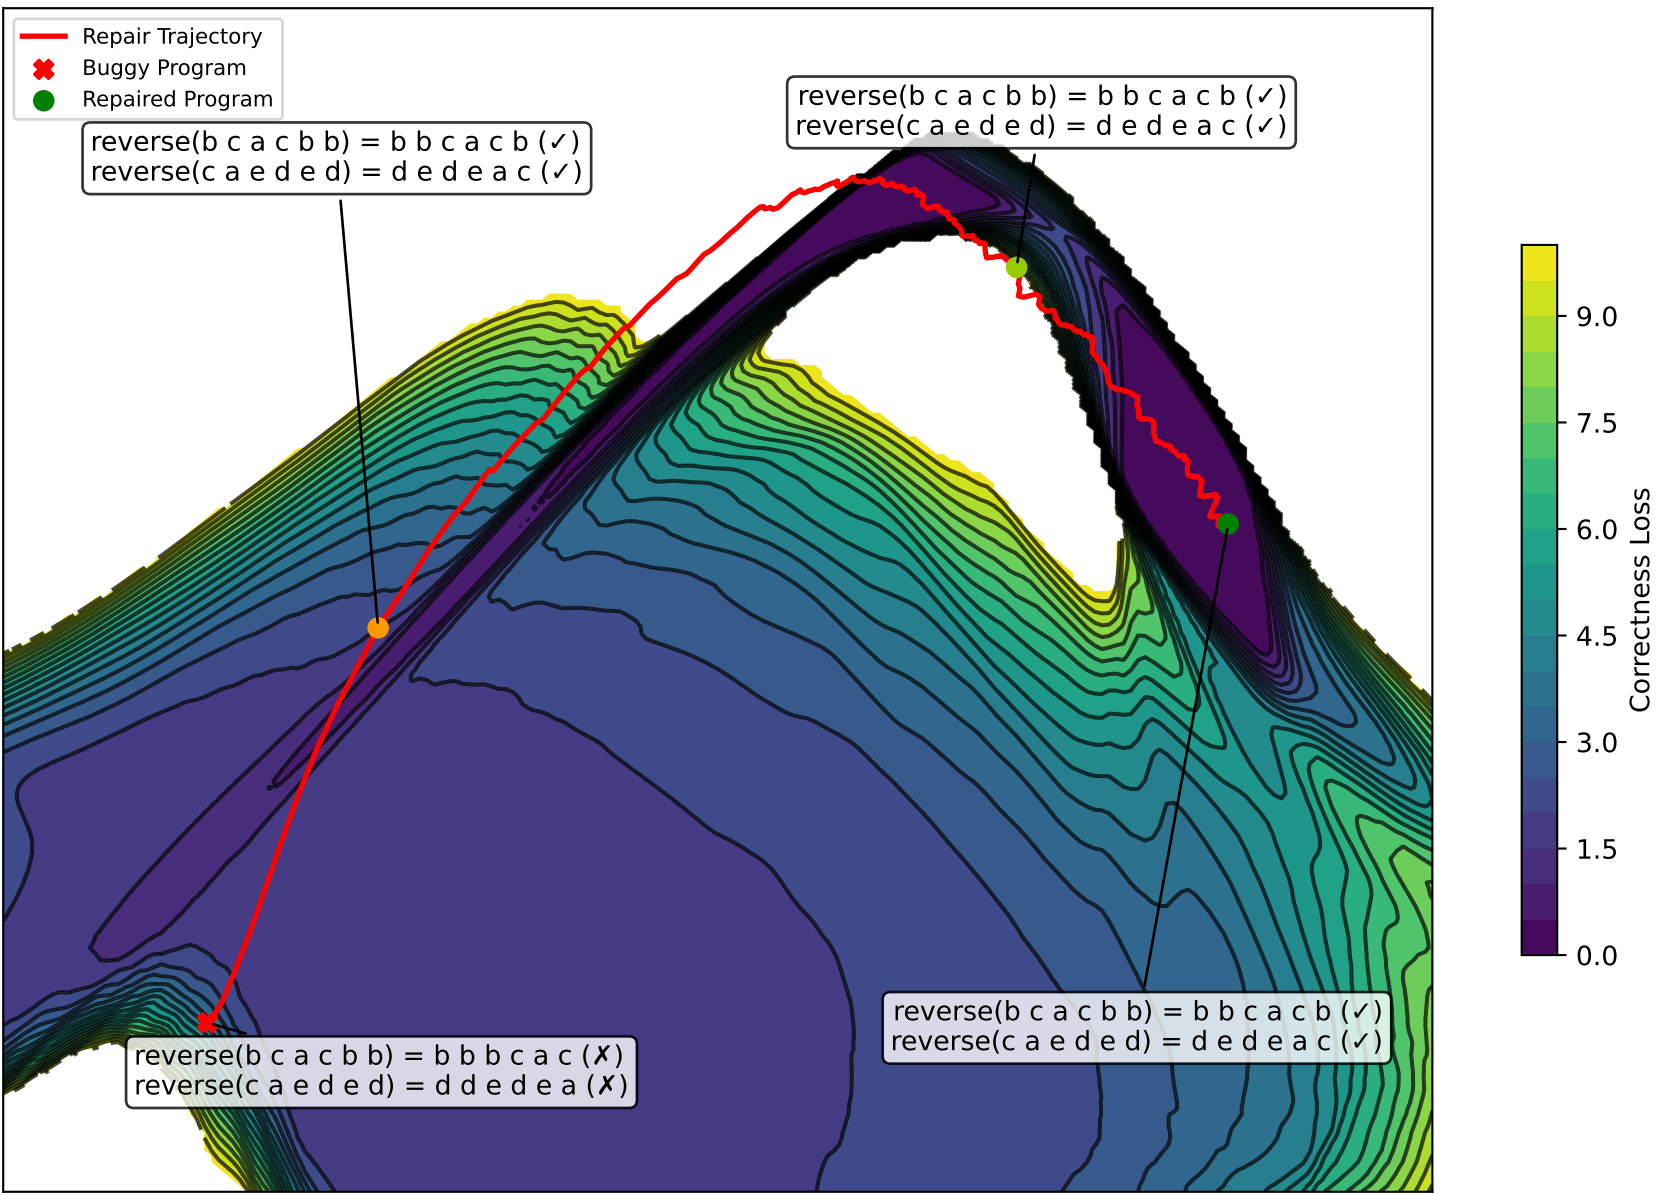 Repair Trajectory
Buggy Program
Repaired Program
reverse(b c a c b b) = b b c a c b (✓)
reverse(c a e d e d) = d e d e a c (✓)
reverse(b c a c b b) = b b c a c b (✓)
reverse(c a e d e d) = d e d e a c (✓)
reverse(b c a c b b) = b b c a c b (✓)
reverse(c a e d e d) = d e d e a c (✓)
reverse(b c a c b b) = b b b c a c (✗)
reverse(c a e d e d) = d d e d e a (✗)
9.0
7.5
6.0
4.5
3.0
1.5
0.0
Correctness Loss